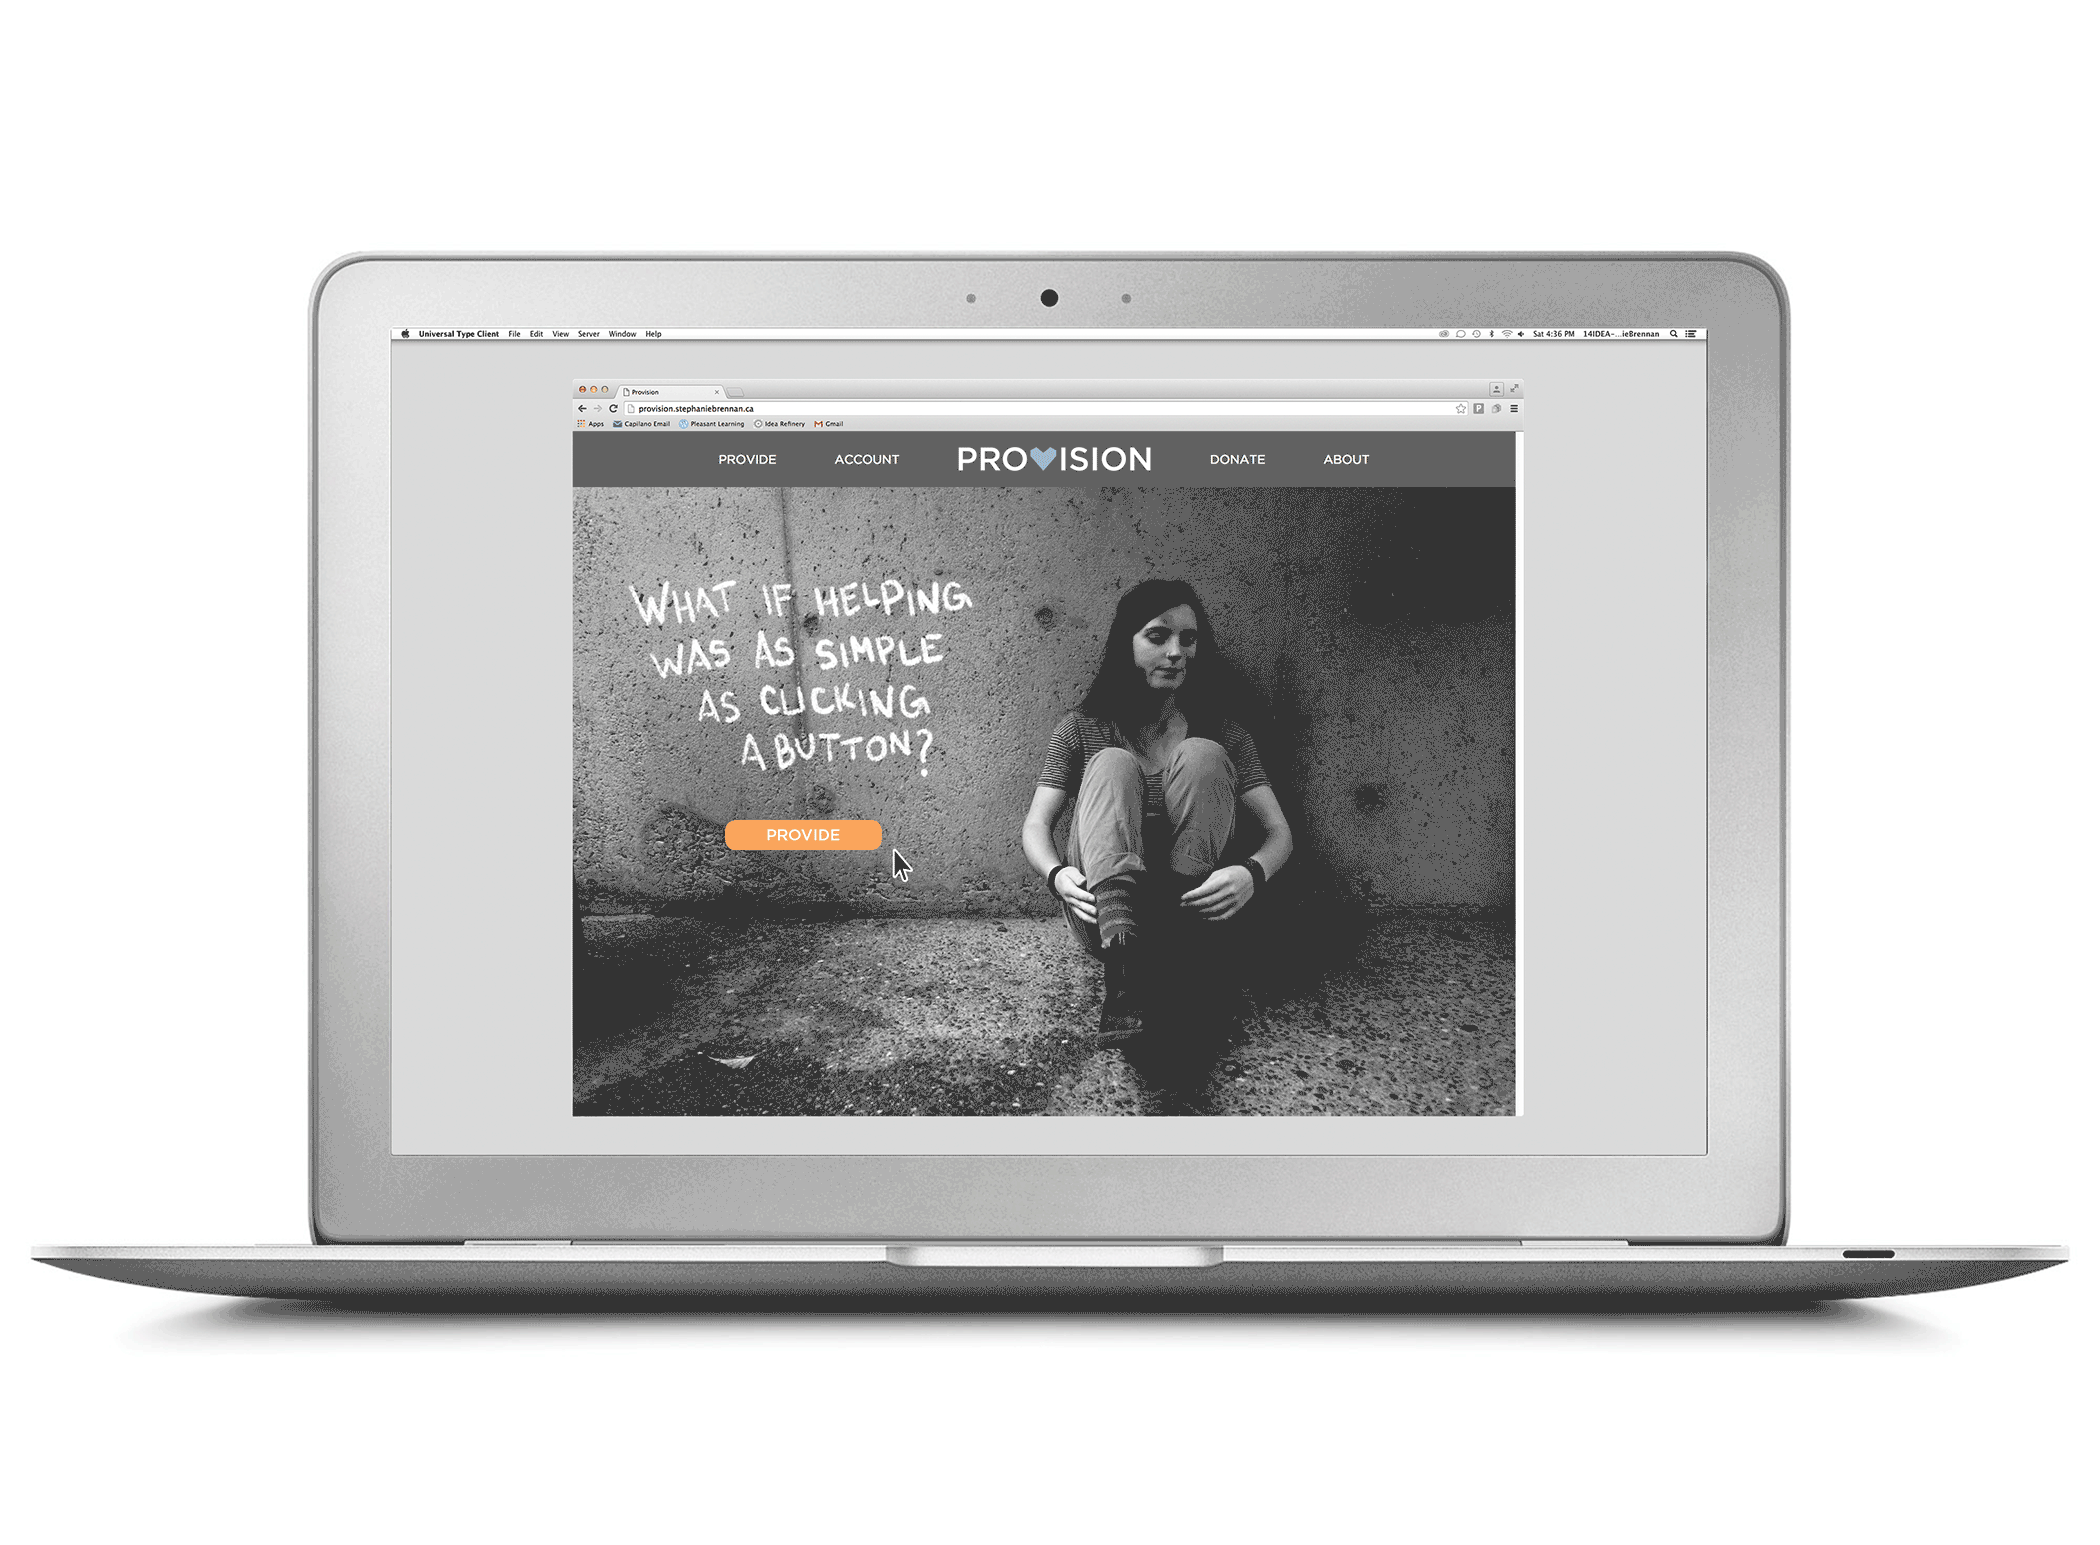 Universal Type Client File Edit View Server Window Help Sat 4:36 PM 14IDEA-...ieBrennan
Provision
provision.stephaniebrennan.ca
Apps Capilano Email Pleasant Learning Idea Refinery Gmail
PROVIDE ACCOUNT PRO ISION DONATE ABOUT
WHAT IF HELPING
WAS AS SIMPLE
AS CLICKING
A BUTTON?
PROVIDE